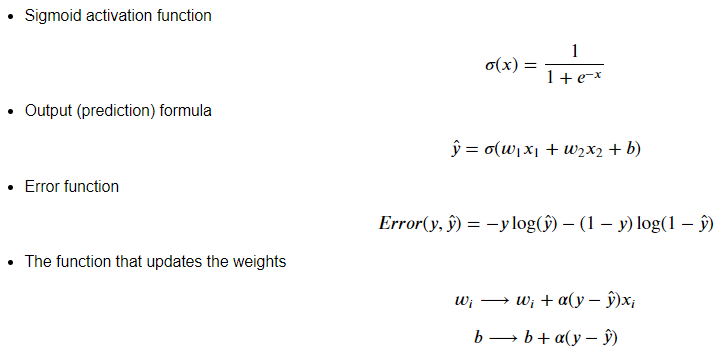 • Sigmoid activation function
σ(x) = 1 / (1 + e^{−x})
• Output (prediction) formula
ŷ = σ(w₁x₁ + w₂x₂ + b)
• Error function
Error(y, ŷ) = −y log(ŷ) − (1 − y) log(1 − ŷ)
• The function that updates the weights
wᵢ ⟶ wᵢ + α(y − ŷ)xᵢ
b ⟶ b + α(y − ŷ)